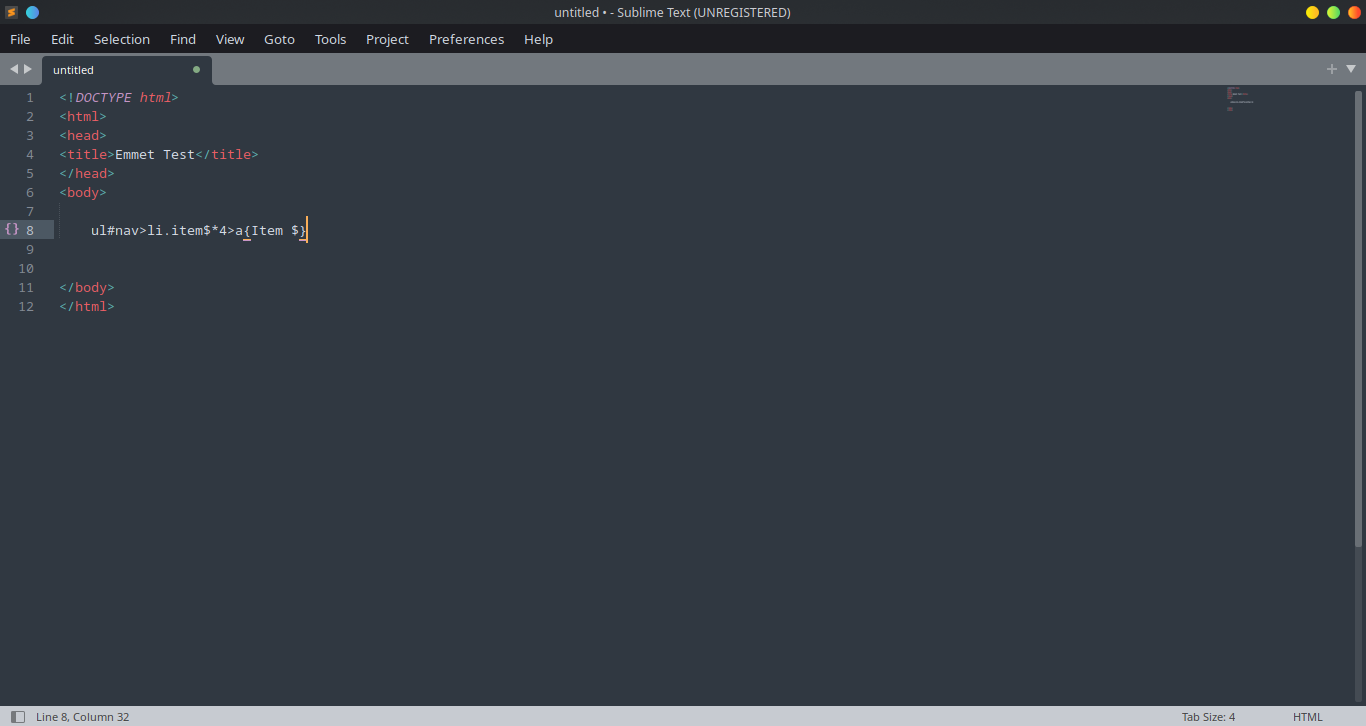 untitled • - Sublime Text (UNREGISTERED)
File Edit Selection Find View Goto Tools Project Preferences Help
untitled
1 <!DOCTYPE html>
2 <html>
3 <head>
4 <title>Emmet Test</title>
5 </head>
6 <body>
7
{} 8 ul#nav>li.item$*4>a{Item $}
9
10
11 </body>
12 </html>
Line 8, Column 32 Tab Size: 4 HTML